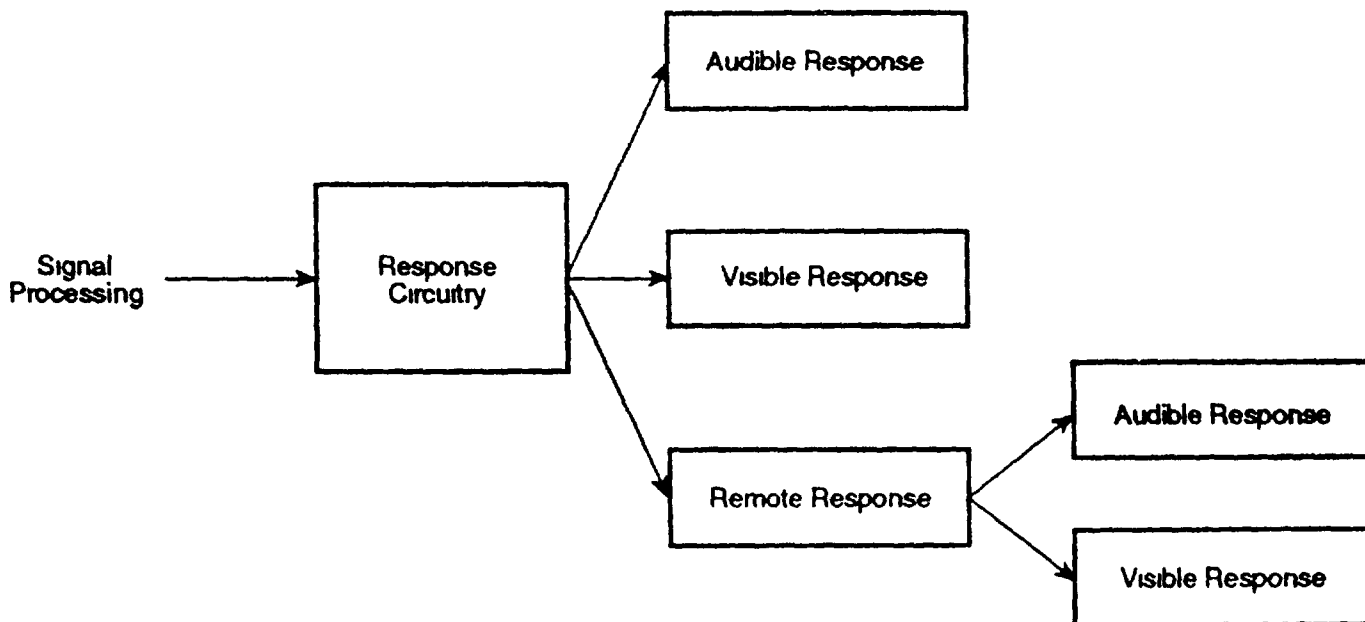 Audible Response
Signal
Processing
Response
Circuitry
Visible Response
Audible Response
Remote Response
Visible Response